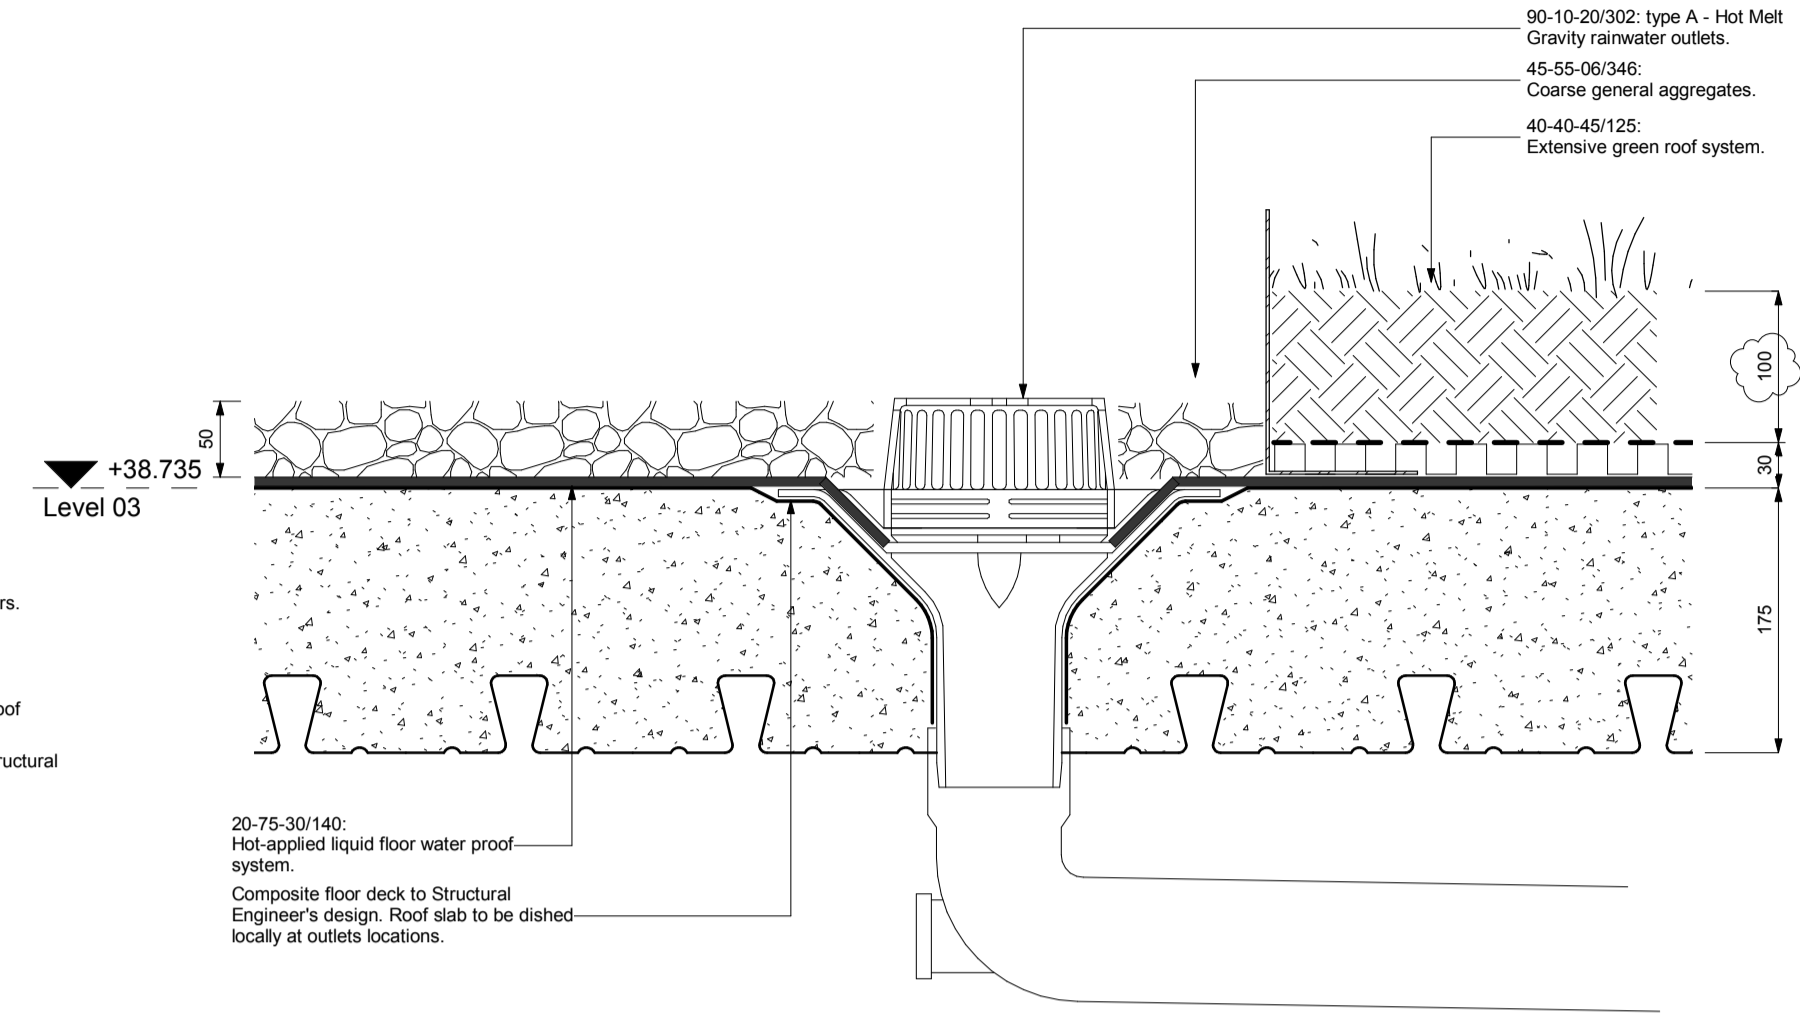 90-10-20/302: type A - Hot Melt
Gravity rainwater outlets.
45-55-06/346:
Coarse general aggregates.
40-40-45/125:
Extensive green roof system.
100
50
30
+38.735
Level 03
175
rs.
oof
ructural
20-75-30/140:
Hot-applied liquid floor water proof
system.
Composite floor deck to Structural
Engineer's design. Roof slab to be dished
locally at outlets locations.